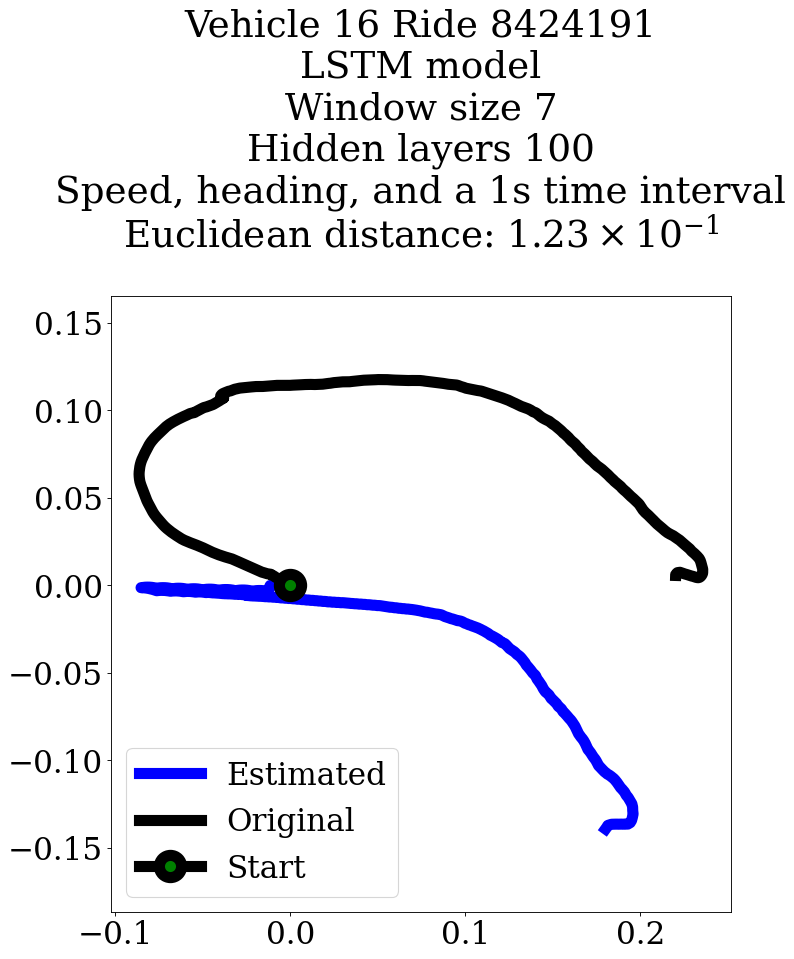 Vehicle 16 Ride 8424191
LSTM model
Window size 7
Hidden layers 100
Speed, heading, and a 1s time interval
Euclidean distance: 1.23 × 10⁻¹
0.15
0.10
0.05
0.00
−0.05
−0.10
−0.15
Estimated
Original
Start
−0.1
0.0
0.1
0.2